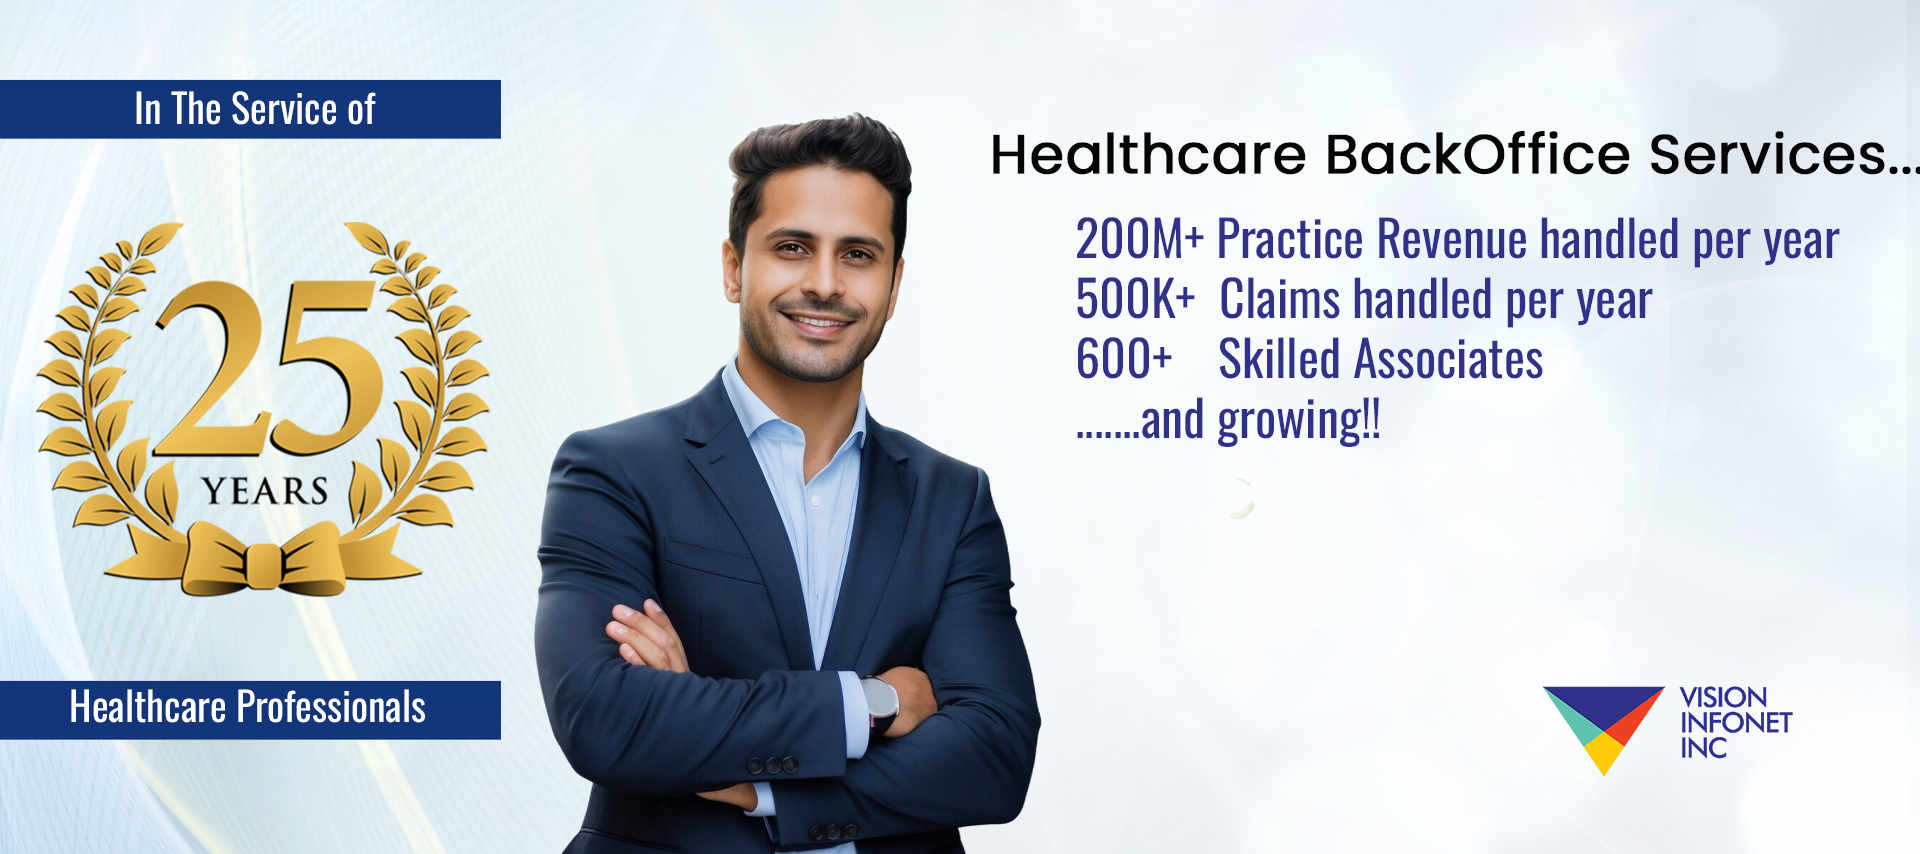 In The Service of
25
YEARS
Healthcare Professionals
Healthcare BackOffice Services...
200M+ Practice Revenue handled per year
500K+ Claims handled per year
600+ Skilled Associates
.......and growing!!
VISION
INFONET
INC